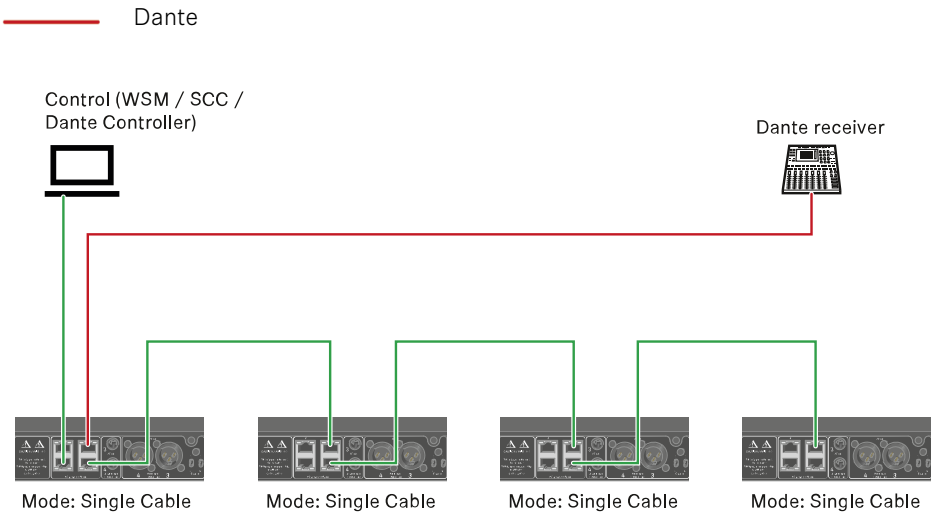 Dante
Control (WSM / SCC /
Dante Controller)
Dante receiver
Mode: Single Cable
Mode: Single Cable
Mode: Single Cable
Mode: Single Cable